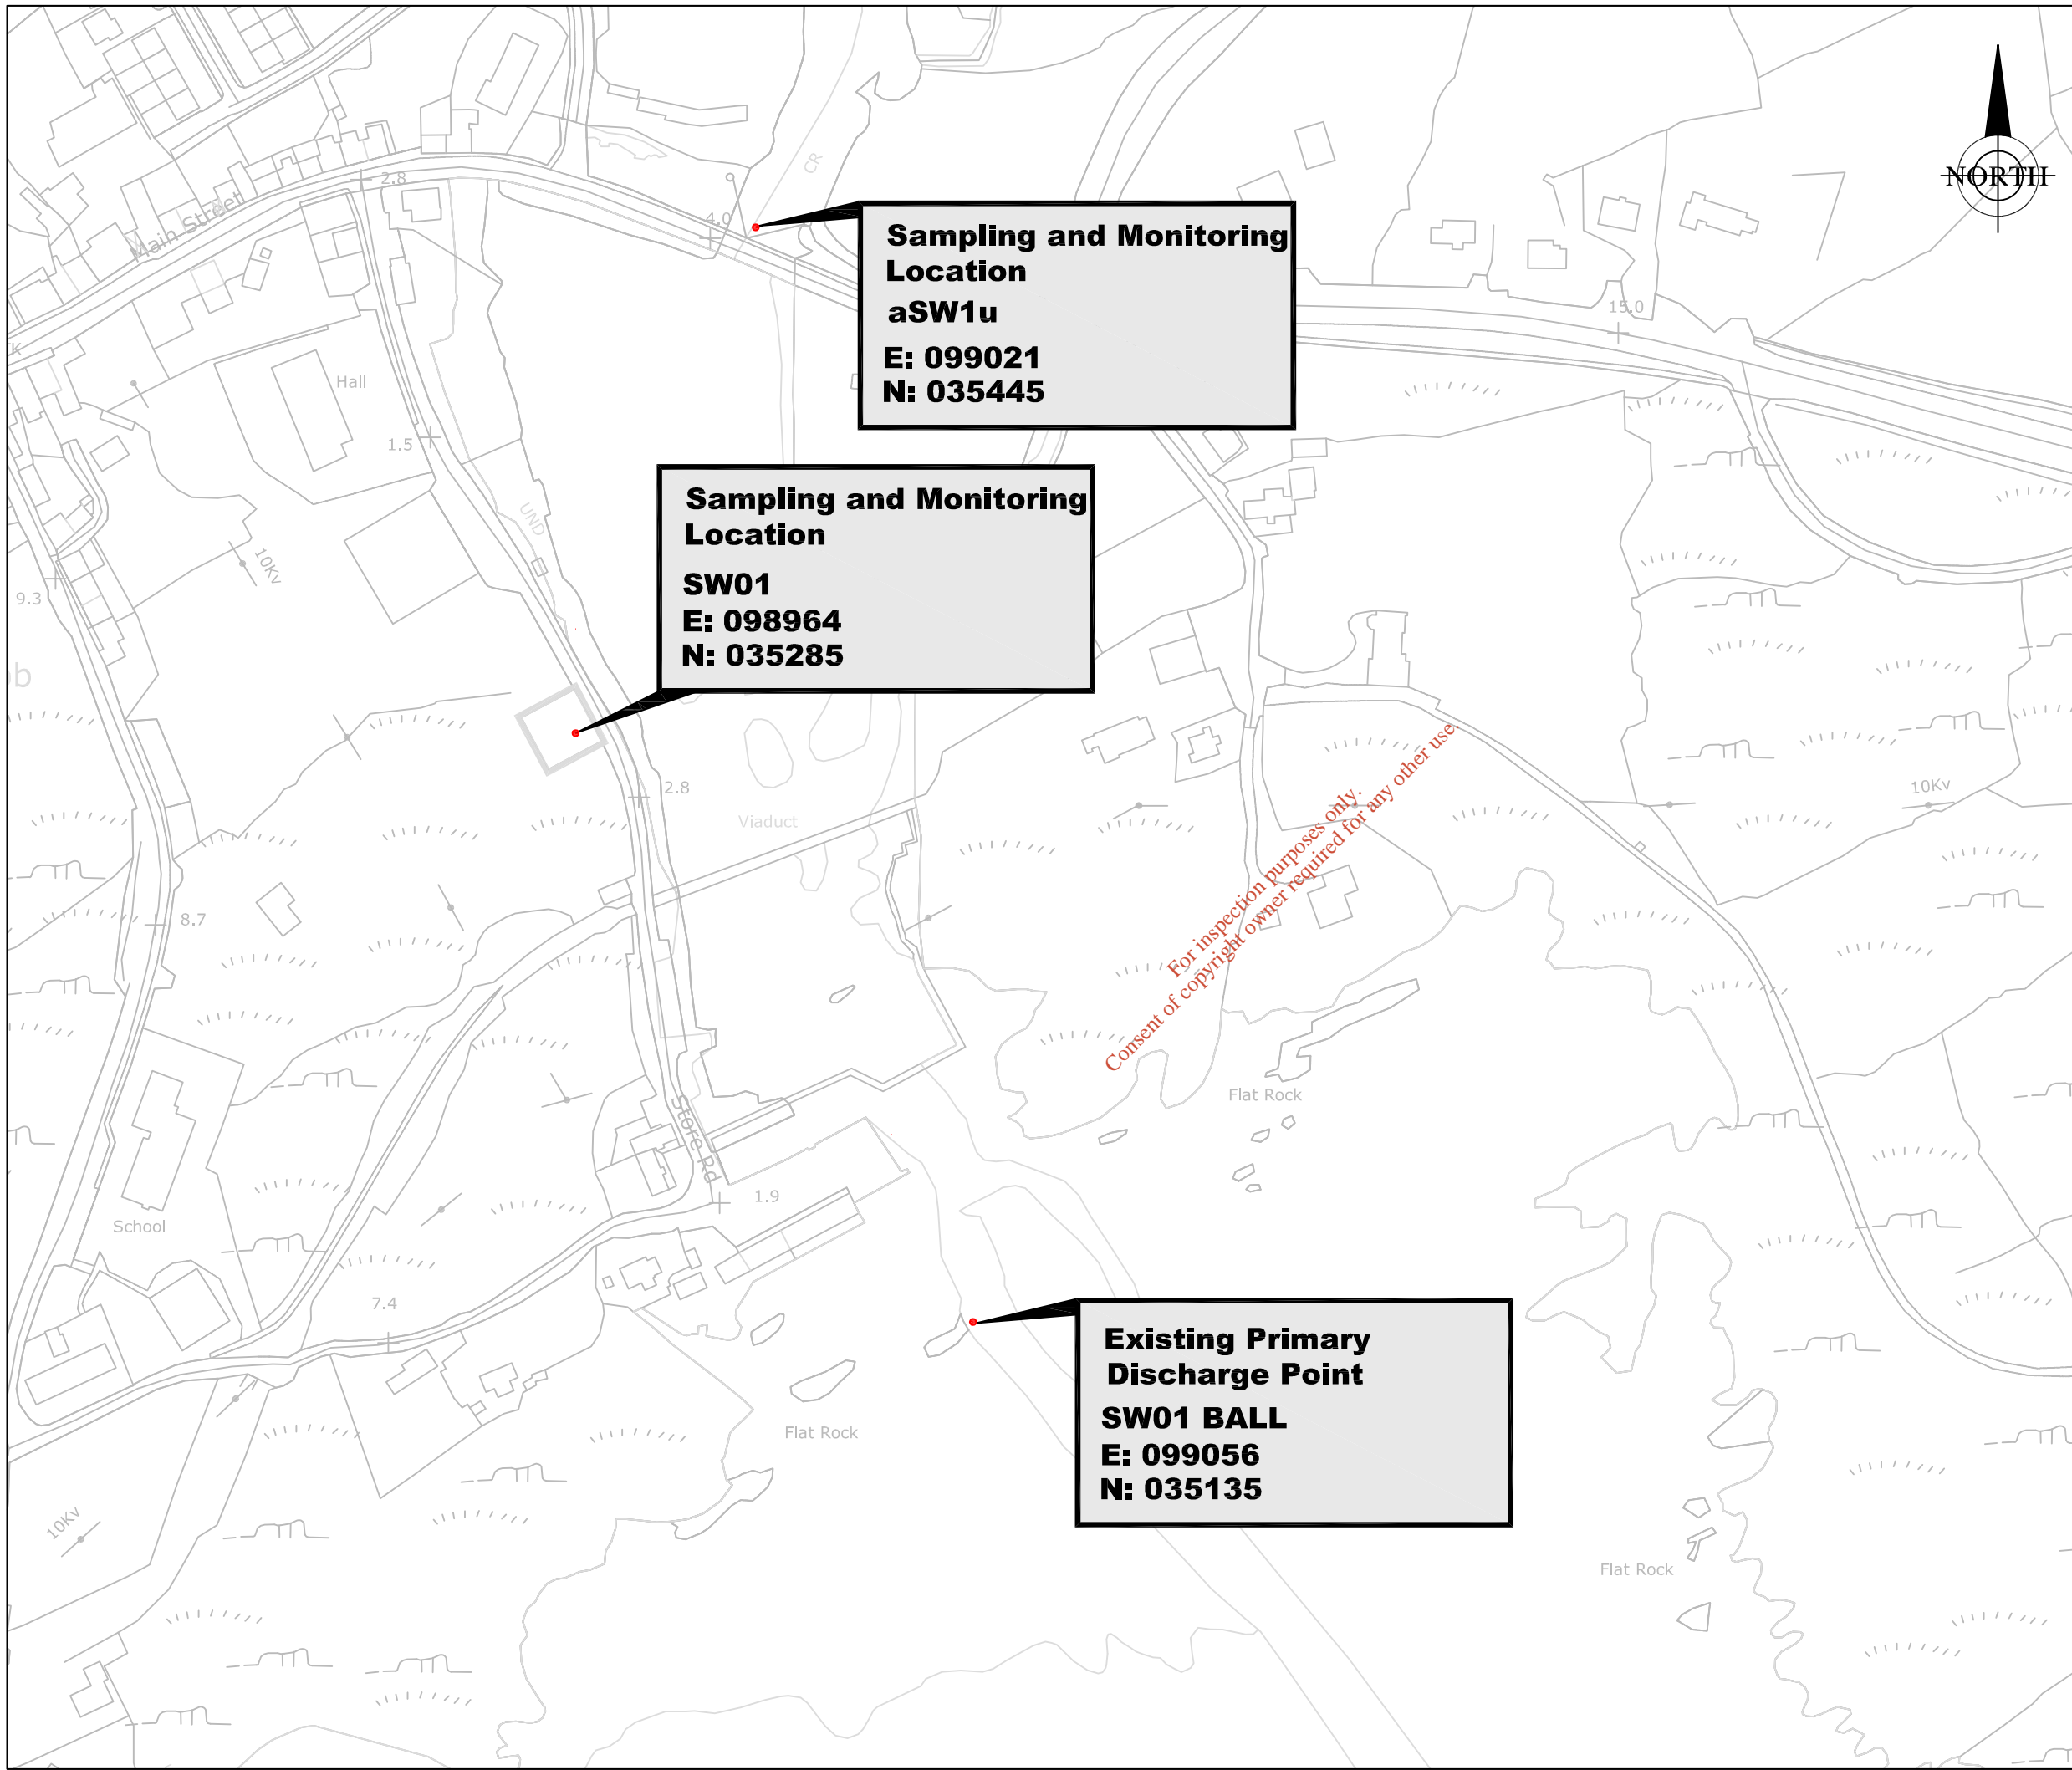 NORTH
CR
Main Street
2.8
4.0
Sampling and Monitoring
Location
aSW1u
E: 099021
N: 035445
15.0
Hall
1.5
UND
10Kv
9.3
Sampling and Monitoring
Location
SW01
E: 098964
N: 035285
2.8
Viaduct
10Kv
8.7
For inspection purposes only.
Consent of copyright owner required for any other use.
Flat Rock
Store Rd
1.9
School
7.4
Existing Primary
Discharge Point
SW01 BALL
E: 099056
N: 035135
Flat Rock
10Kv
Flat Rock